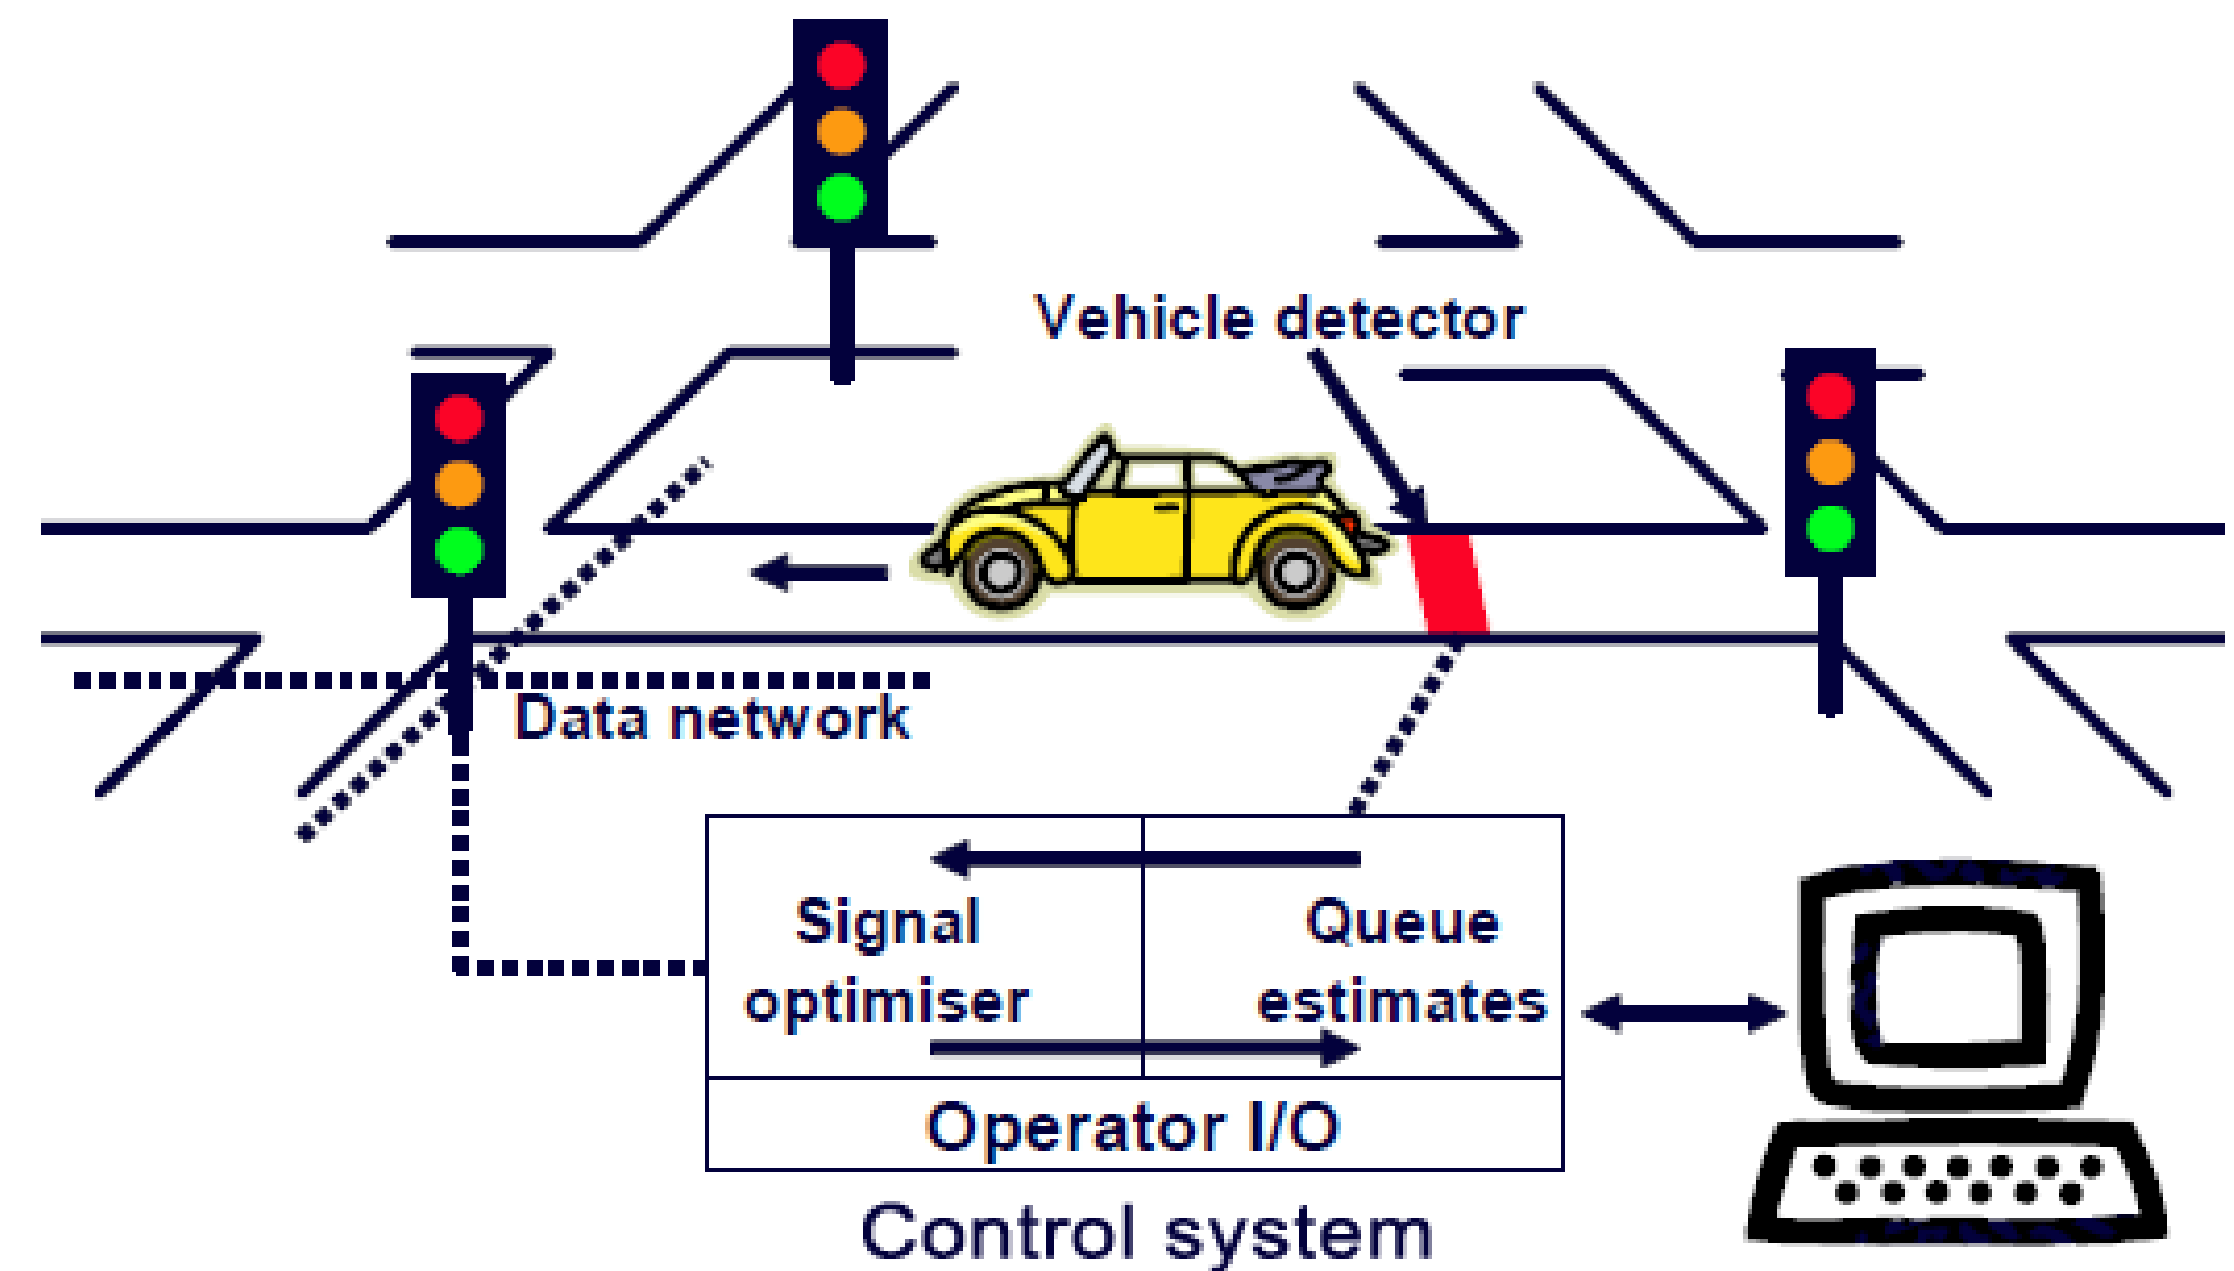 Vehicle detector
Data network
Signal
optimiser
Queue
estimates
Operator I/O
Control system